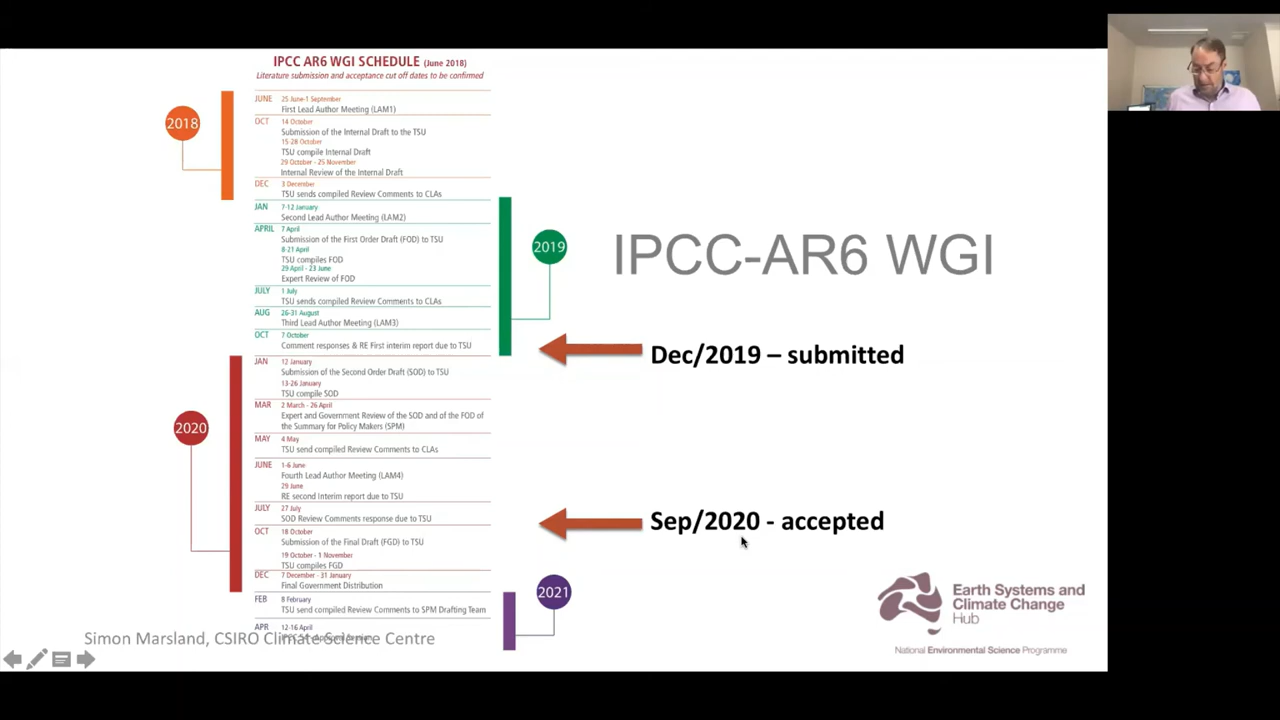 IPCC AR6 WGI SCHEDULE (June 2018)
Literature submission and acceptance cut off dates to be confirmed
2018
JUNE 25 June-1 September
First Lead Author Meeting (LAM1)
OCT 14 October
Submission of the Internal Draft to the TSU
15-28 October
TSU compile Internal Draft
29 October - 25 November
Internal Review of the Internal Draft
DEC 3 December
TSU sends compiled Review Comments to CLAs
2019
JAN 7-12 January
Second Lead Author Meeting (LAM2)
APRIL 7 April
Submission of the First Order Draft (FOD) to TSU
8-21 April
TSU compiles FOD
29 April - 23 June
Expert Review of FOD
JULY 1 July
TSU sends compiled Review Comments to CLAs
AUG 26-31 August
Third Lead Author Meeting (LAM3)
OCT 7 October
Comment responses & RE First interim report due to TSU
2020
JAN 12 January
Submission of the Second Order Draft (SOD) to TSU
13-26 January
TSU compile SOD
MAR 2 March - 26 April
Expert and Government Review of the SOD and of the FOD of
the Summary for Policy Makers (SPM)
MAY 4 May
TSU send compiled Review Comments to CLAs
JUNE 1-6 June
Fourth Lead Author Meeting (LAM4)
29 June
RE second Interim report due to TSU
JULY 27 July
SOD Review Comments response due to TSU
OCT 18 October
Submission of the Final Draft (FGD) to TSU
19 October - 1 November
TSU compiles FGD
DEC 7 December - 31 January
Final Government Distribution
2021
FEB 8 February
TSU send compiled Review Comments to SPM Drafting Team
APR 12-16 April
Simon Marsland, CSIRO Climate Science Centre
IPCC-AR6 WGI
Dec/2019 – submitted
Sep/2020 - accepted
Earth Systems and
Climate Change
Hub
National Environmental Science Programme